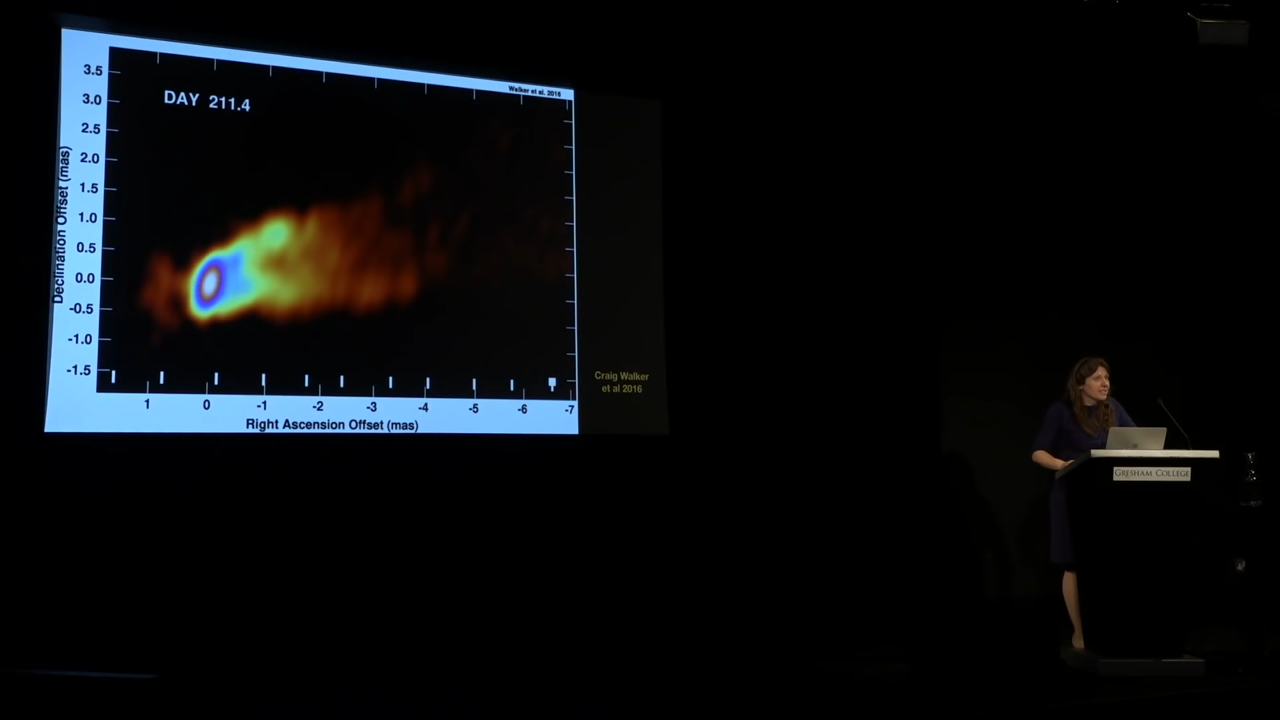 Walker et al. 2016
DAY 211.4
3.5
3.0
2.5
2.0
1.5
1.0
0.5
0.0
-0.5
-1.0
-1.5
Declination Offset (mas)
1 0 -1 -2 -3 -4 -5 -6 -7
Right Ascension Offset (mas)
Craig Walker
et al 2016
GRESHAM COLLEGE